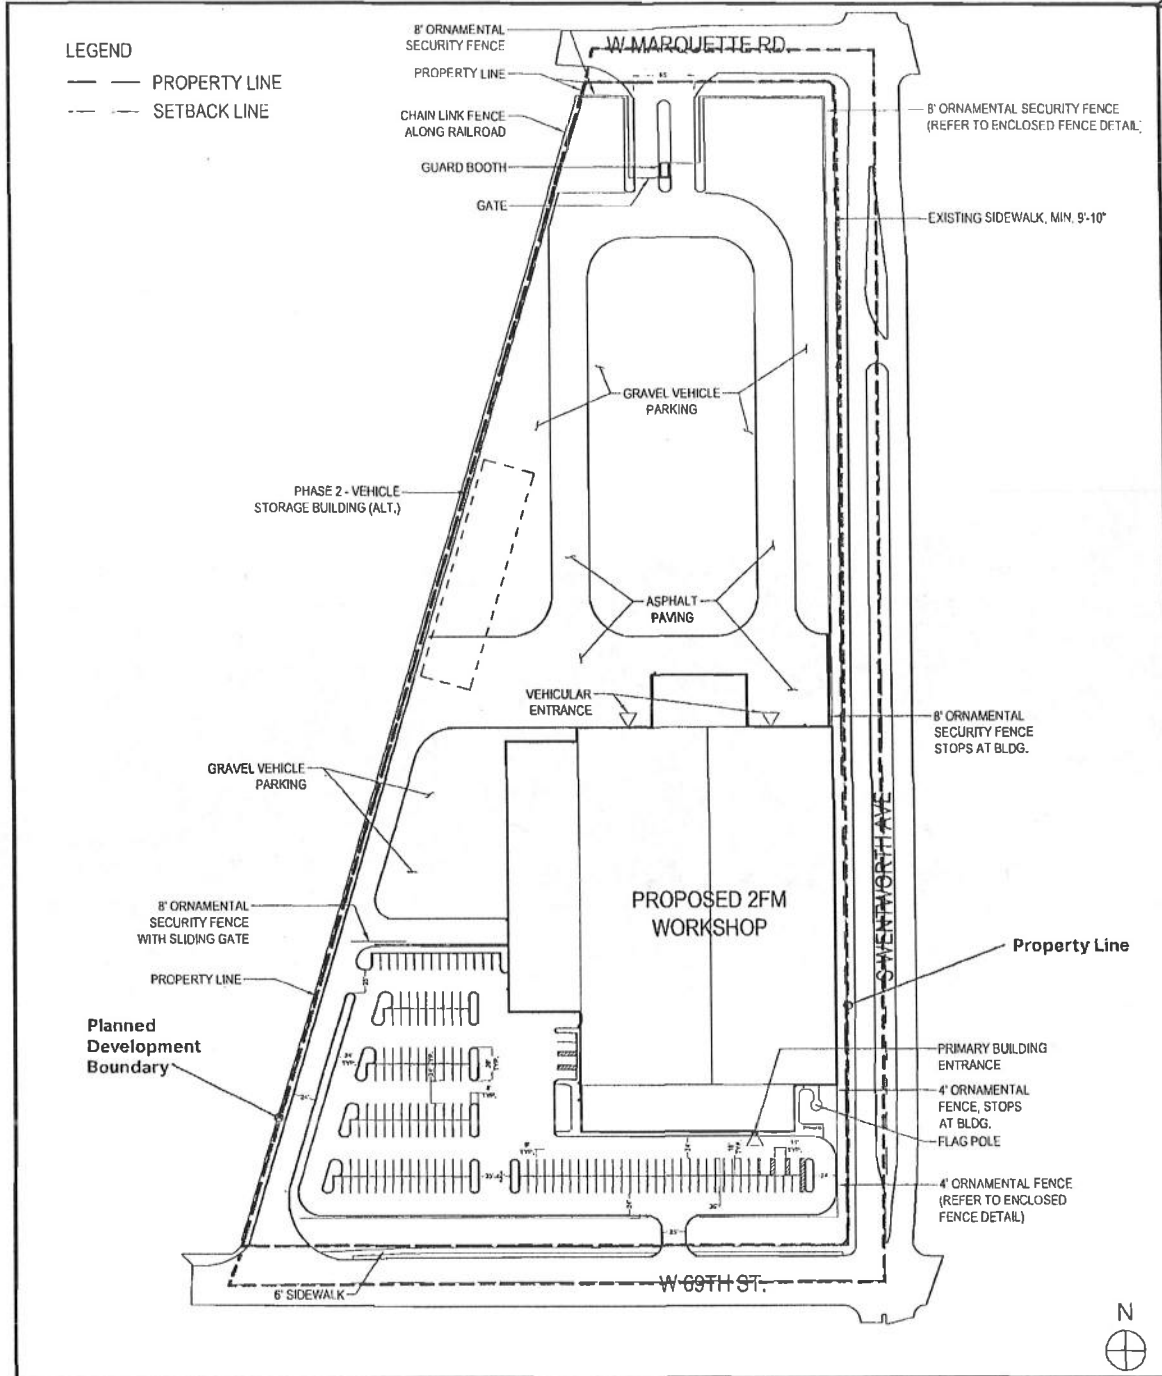 LEGEND
PROPERTY LINE
SETBACK LINE
8' ORNAMENTAL
SECURITY FENCE
PROPERTY LINE
CHAIN LINK FENCE
ALONG RAILROAD
GUARD BOOTH
GATE
W MARQUETTE RD.
8' ORNAMENTAL SECURITY FENCE
(REFER TO ENCLOSED FENCE DETAIL)
EXISTING SIDEWALK, MIN. 9'-10"
GRAVEL VEHICLE
PARKING
PHASE 2 - VEHICLE
STORAGE BUILDING (ALT.)
ASPHALT
PAVING
VEHICULAR
ENTRANCE
8' ORNAMENTAL
SECURITY FENCE
STOPS AT BLDG.
GRAVEL VEHICLE
PARKING
S WENTWORTH AVE
PROPOSED 2FM
WORKSHOP
8' ORNAMENTAL
SECURITY FENCE
WITH SLIDING GATE
Property Line
PROPERTY LINE
Planned
Development
Boundary
PRIMARY BUILDING
ENTRANCE
4' ORNAMENTAL
FENCE, STOPS
AT BLDG.
FLAG POLE
4' ORNAMENTAL FENCE
(REFER TO ENCLOSED
FENCE DETAIL)
W 69TH ST.
6' SIDEWALK
N